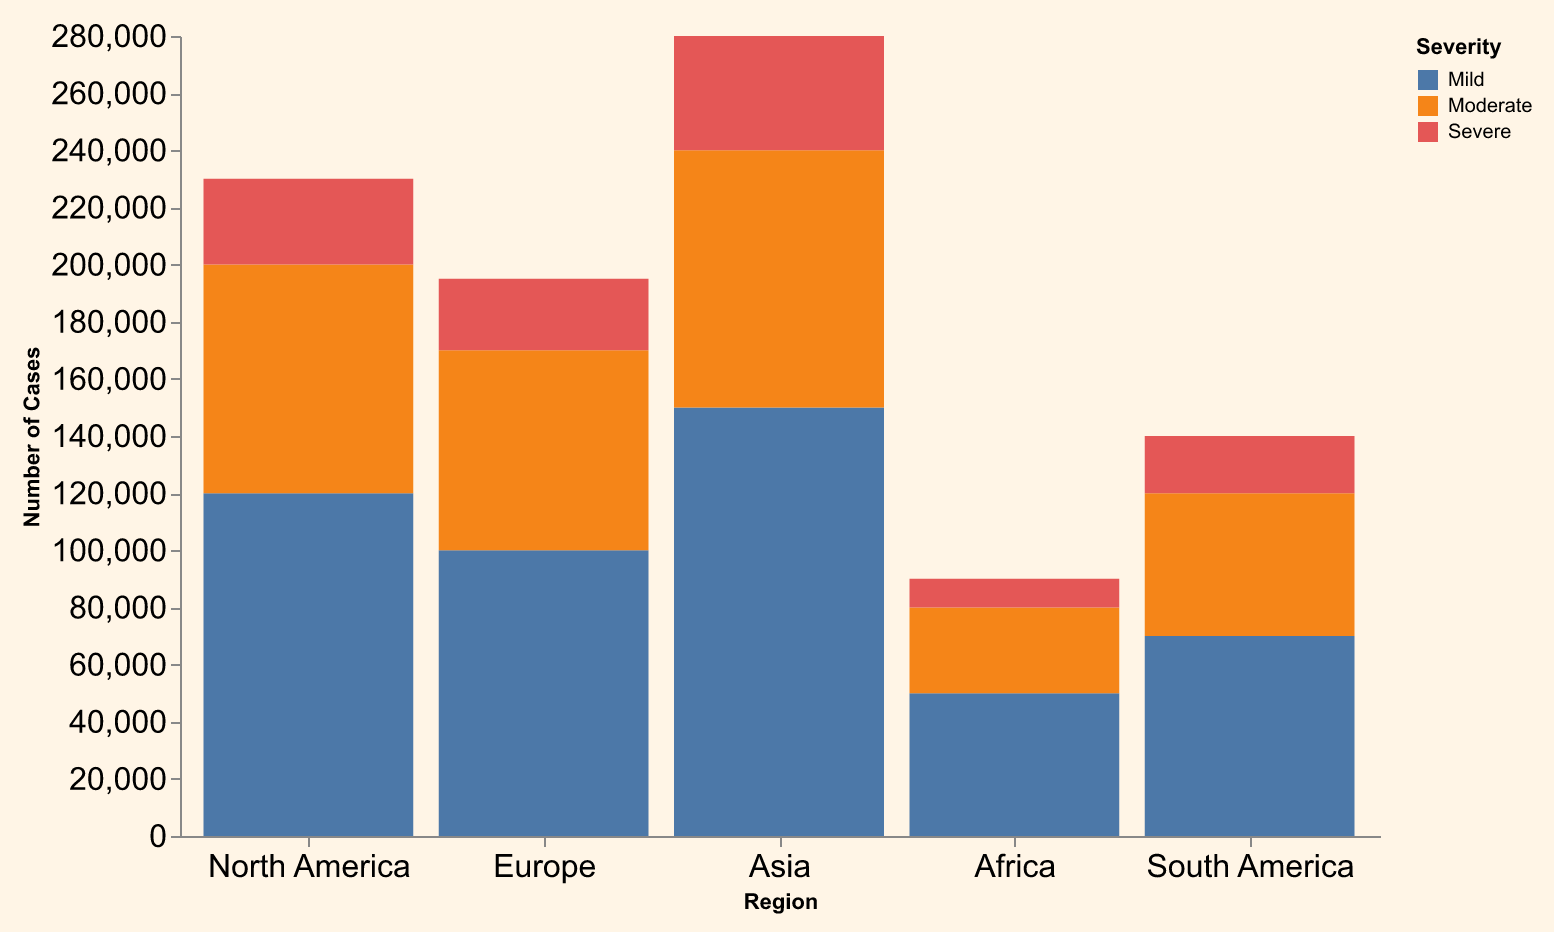 280,000
260,000
240,000
220,000
200,000
180,000
160,000
140,000
120,000
100,000
80,000
60,000
40,000
20,000
0
Number of Cases
North America
Europe
Asia
Africa
South America
Region
Severity
Mild
Moderate
Severe